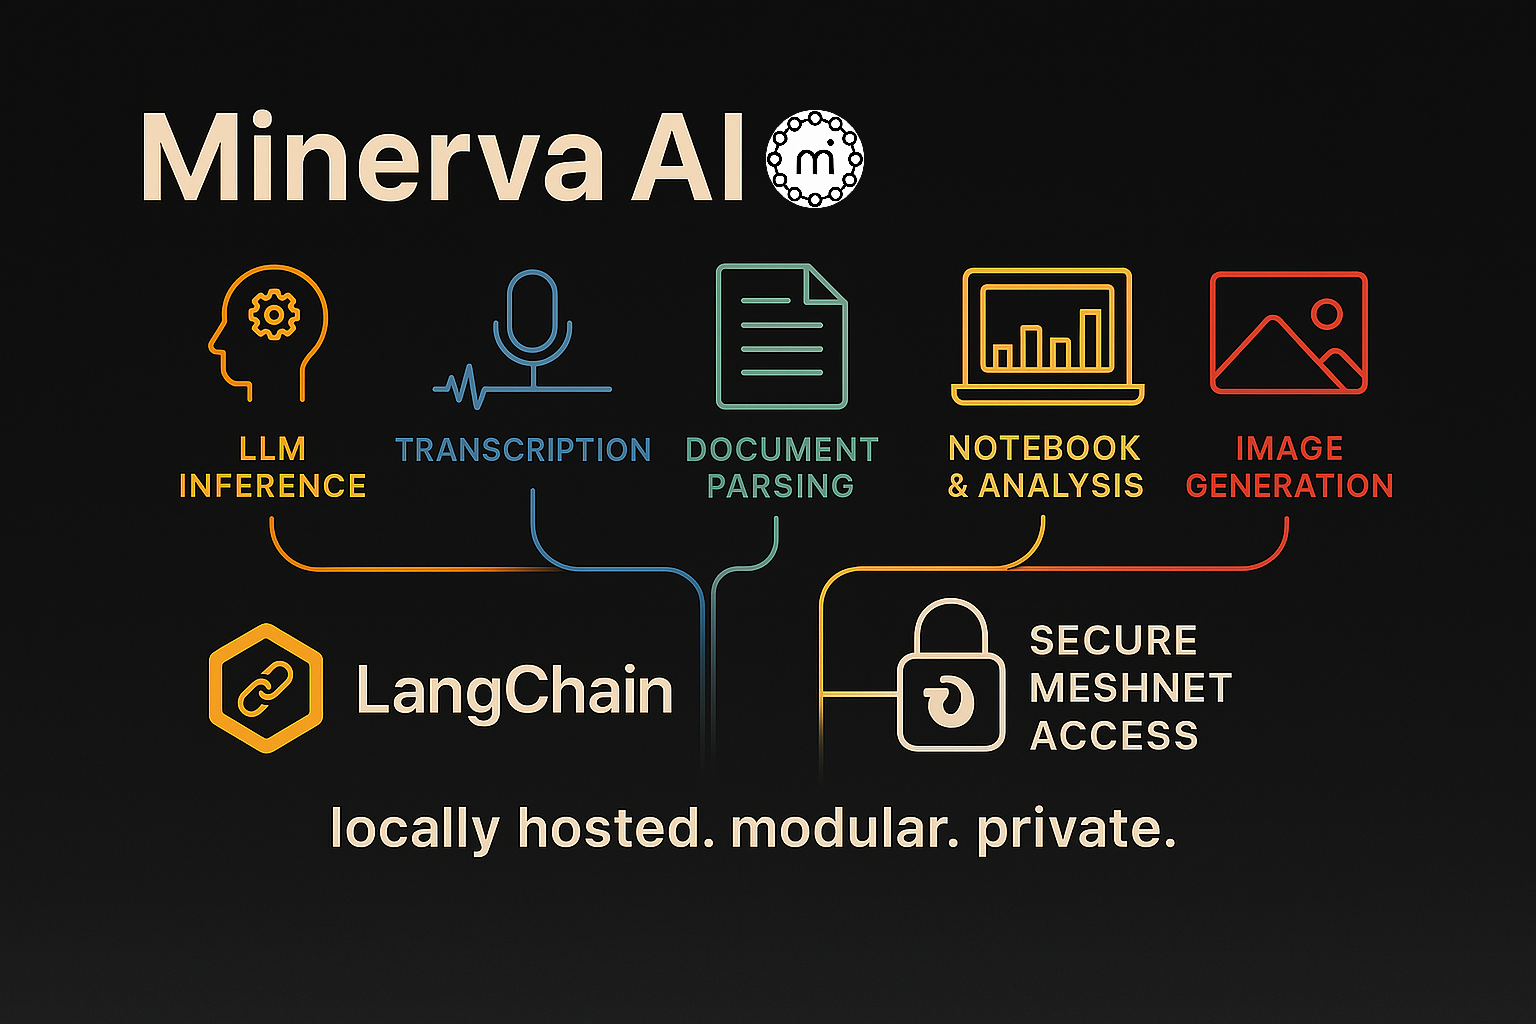 Minerva AI
mi
LLM
INFERENCE
TRANSCRIPTION
DOCUMENT
PARSING
NOTEBOOK
& ANALYSIS
IMAGE
GENERATION
LangChain
SECURE
MESHNET
ACCESS
locally hosted. modular. private.